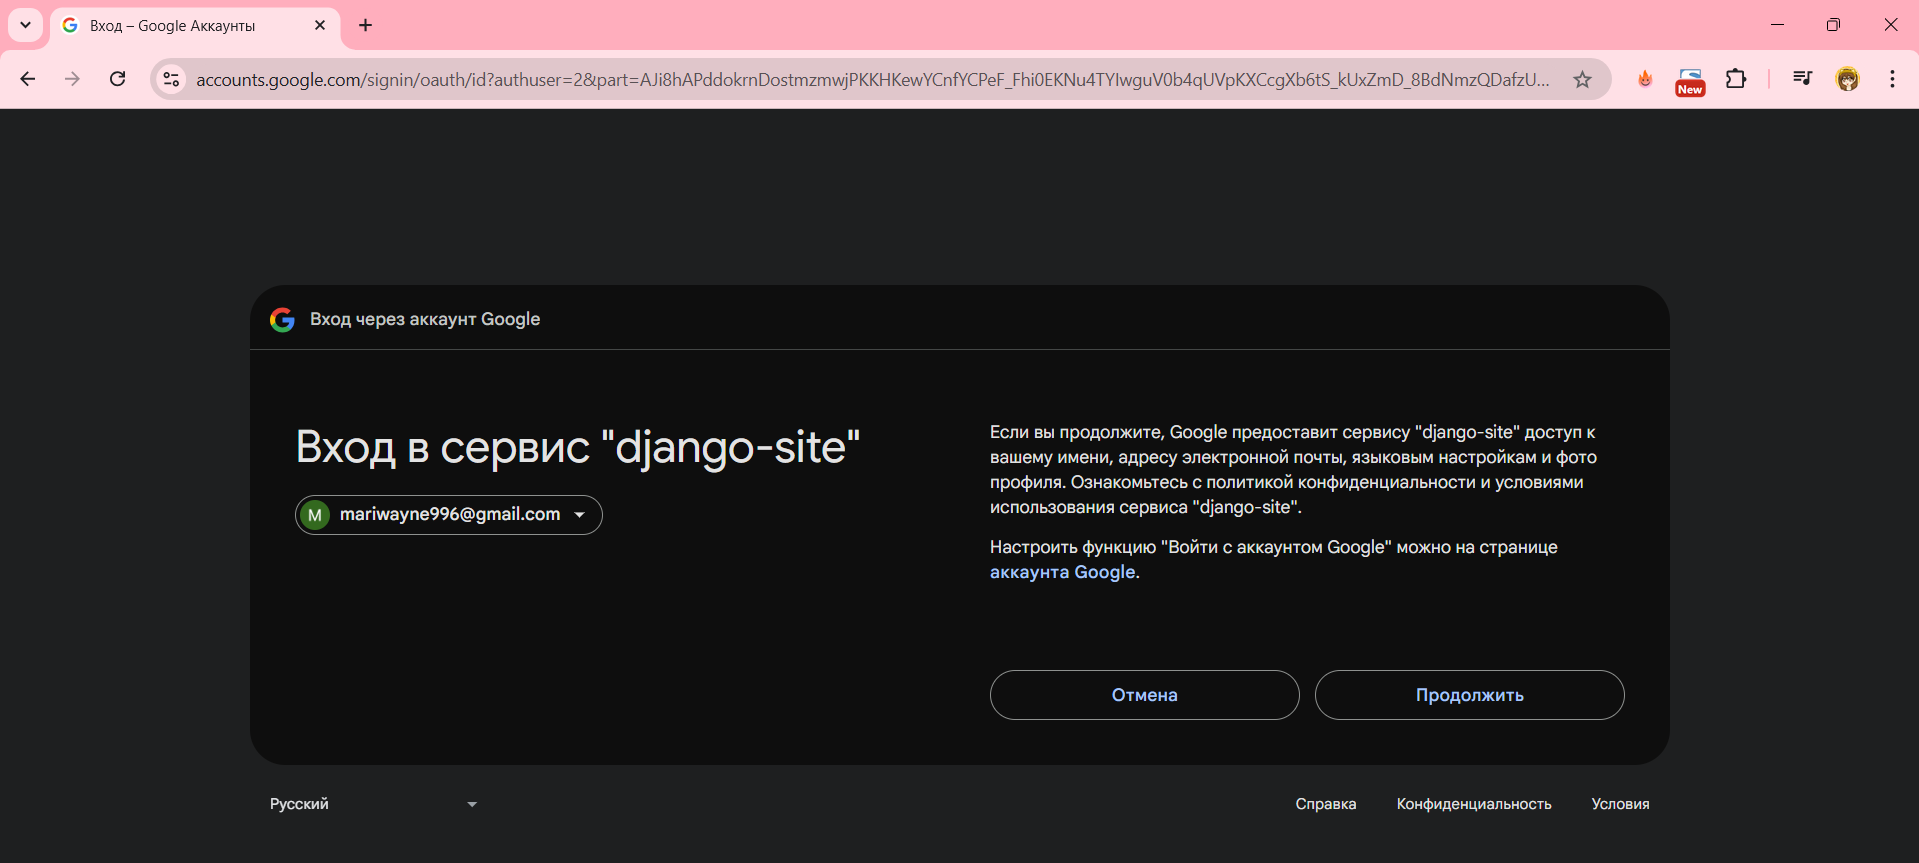 Вход – Google Аккаунты
accounts.google.com/signin/oauth/id?authuser=2&part=AJi8hAPddokrnDostmzmwjPKKHKewYCnfYCPeF_Fhi0EKNu4TYIwguV0b4qUVpKXCcgXb6tS_kUxZmD_8BdNmzQDafzU...
New
Вход через аккаунт Google
Вход в сервис "django-site"
M mariwayne996@gmail.com
Если вы продолжите, Google предоставит сервису "django-site" доступ к
вашему имени, адресу электронной почты, языковым настройкам и фото
профиля. Ознакомьтесь с политикой конфиденциальности и условиями
использования сервиса "django-site".
Настроить функцию "Войти с аккаунтом Google" можно на странице
аккаунта Google.
Отмена
Продолжить
Русский
Справка
Конфиденциальность
Условия